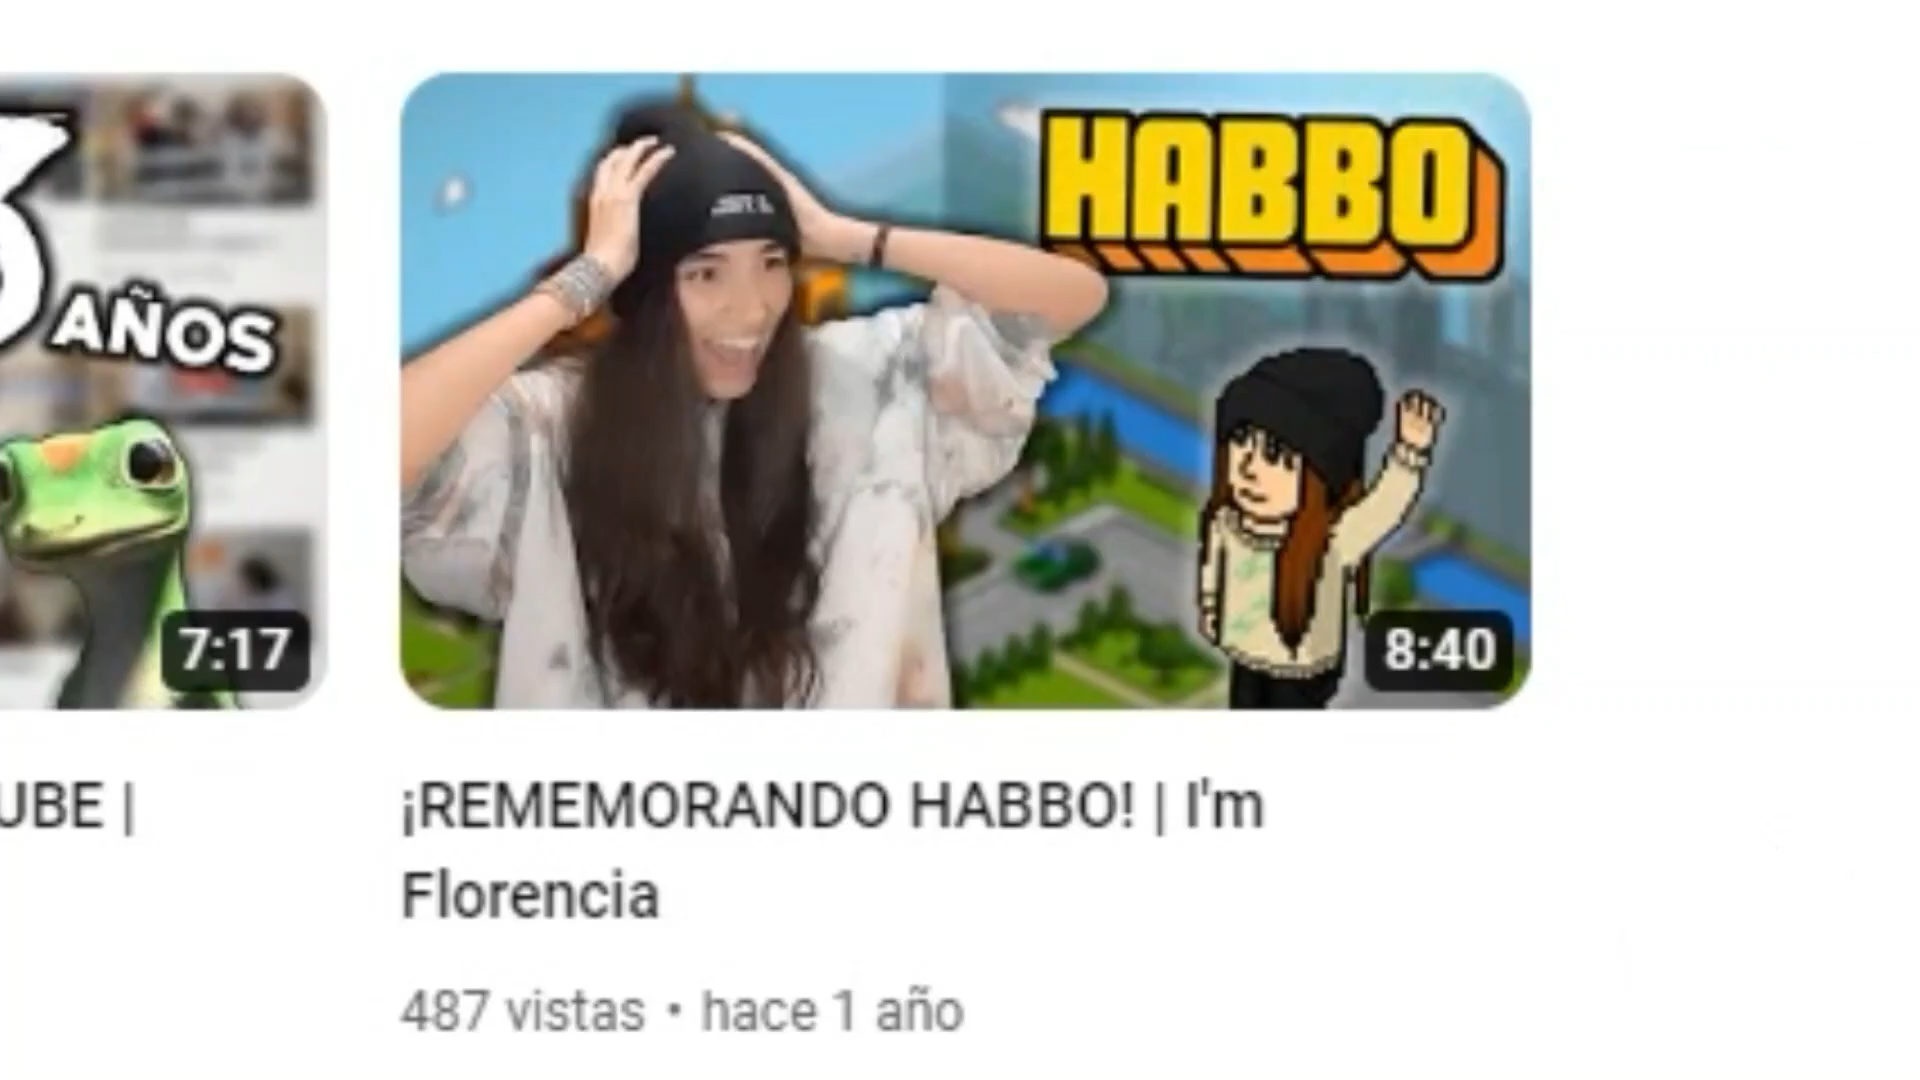 AÑOS
7:17
UBE |
HABBO
8:40
¡REMEMORANDO HABBO! | I'm
Florencia
487 vistas • hace 1 año